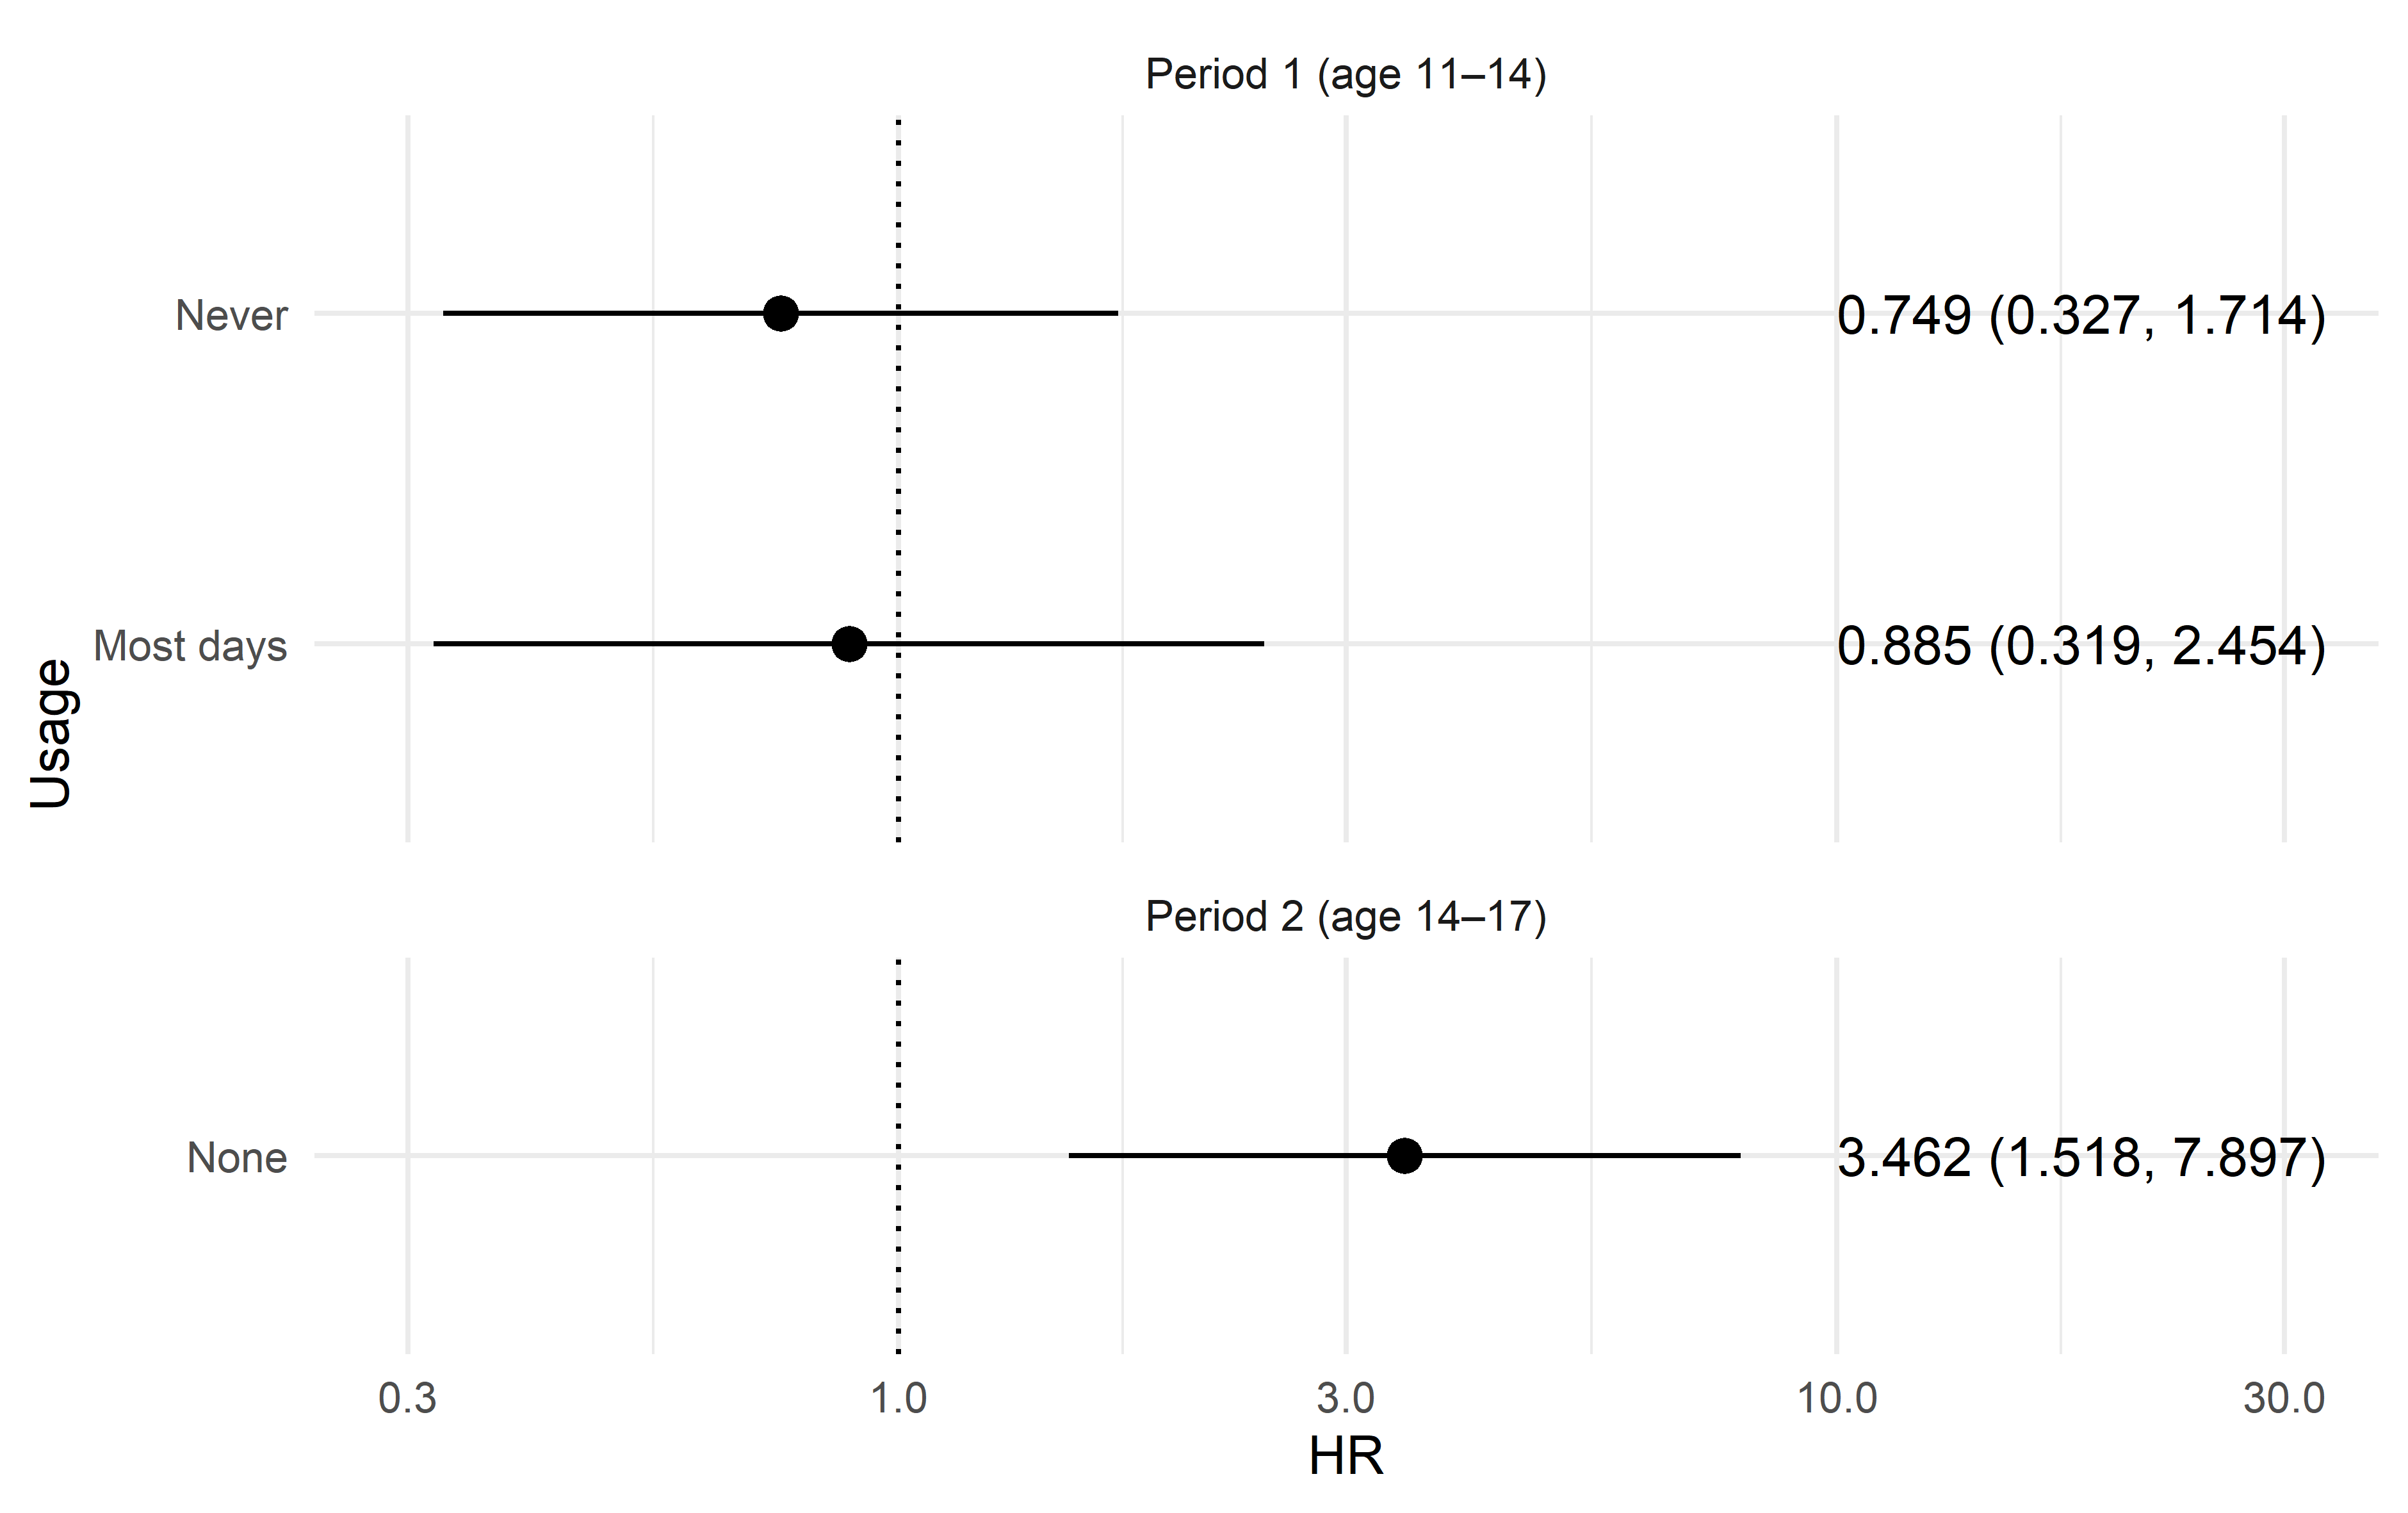 Period 1 (age 11–14)
Never
0.749 (0.327, 1.714)
Most days
0.885 (0.319, 2.454)
Usage
Period 2 (age 14–17)
None
3.462 (1.518, 7.897)
0.3
1.0
3.0
10.0
30.0
HR